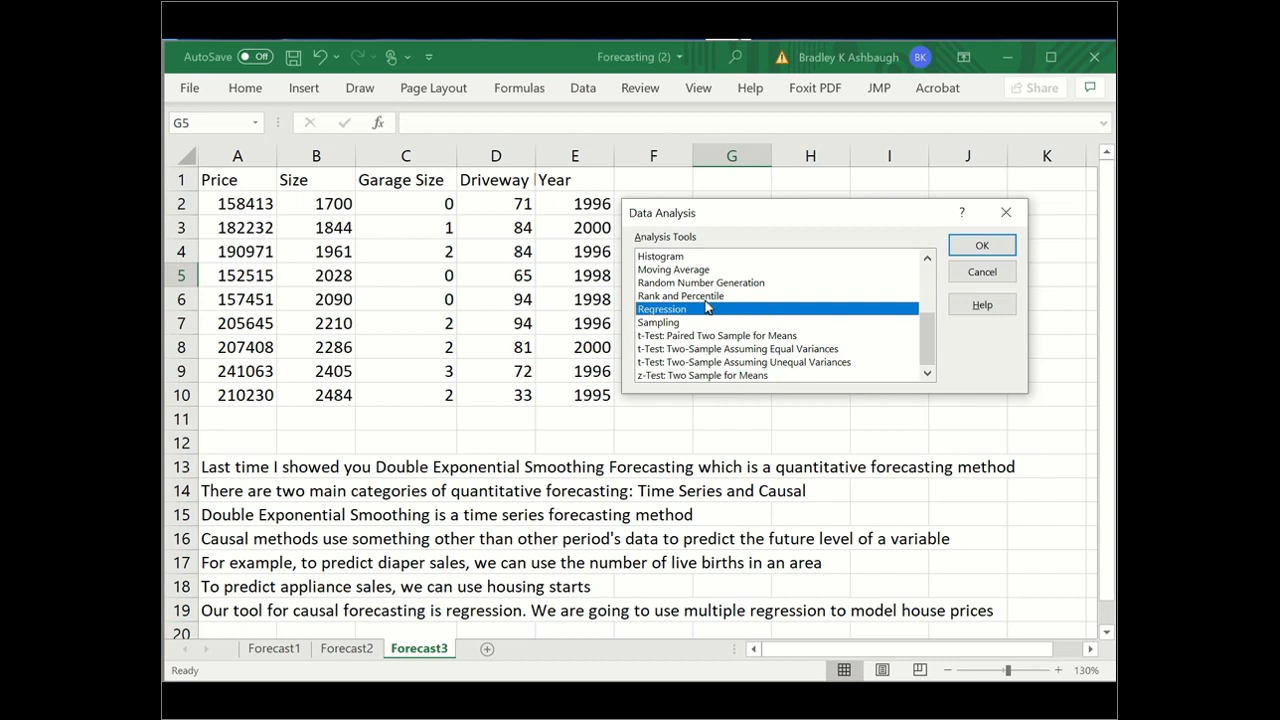 AutoSave Off Forecasting (2) Bradley K Ashbaugh BK
File Home Insert Draw Page Layout Formulas Data Review View Help Foxit PDF JMP Acrobat Share
G5 fx
A B C D E F G H I J K
1 Price Size Garage Size Driveway Year
2 158413 1700 0 71 1996
3 182232 1844 1 84 2000
4 190971 1961 2 84 1996
5 152515 2028 0 65 1998
6 157451 2090 0 94 1998
7 205645 2210 2 94 1996
8 207408 2286 2 81 2000
9 241063 2405 3 72 1996
10 210230 2484 2 33 1995
11
12
Data Analysis ?
Analysis Tools
Histogram
Moving Average
Random Number Generation
Rank and Percentile
Regression
Sampling
t-Test: Paired Two Sample for Means
t-Test: Two-Sample Assuming Equal Variances
t-Test: Two-Sample Assuming Unequal Variances
z-Test: Two Sample for Means
OK
Cancel
Help
13 Last time I showed you Double Exponential Smoothing Forecasting which is a quantitative forecasting method
14 There are two main categories of quantitative forecasting: Time Series and Causal
15 Double Exponential Smoothing is a time series forecasting method
16 Causal methods use something other than other period's data to predict the future level of a variable
17 For example, to predict diaper sales, we can use the number of live births in an area
18 To predict appliance sales, we can use housing starts
19 Our tool for causal forecasting is regression. We are going to use multiple regression to model house prices
20
Forecast1 Forecast2 Forecast3
Ready 130%